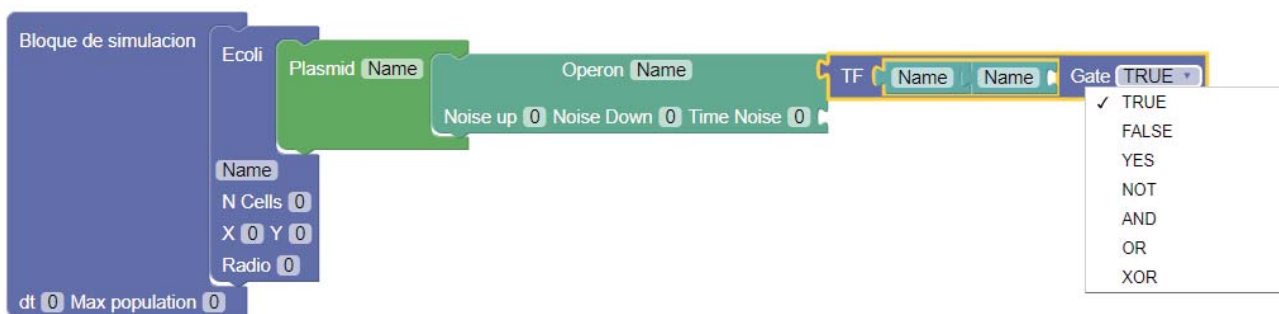 Bloque de simulacion
Ecoli
Plasmid Name
Operon Name
Noise up 0 Noise Down 0 Time Noise 0
TF Name Name Gate TRUE
✓ TRUE
FALSE
YES
NOT
AND
OR
XOR
Name
N Cells 0
X 0 Y 0
Radio 0
dt 0 Max population 0